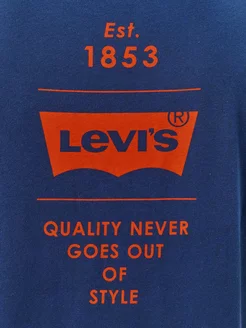 Est.
1853
Levi's®
QUALITY NEVER
GOES OUT
OF
STYLE